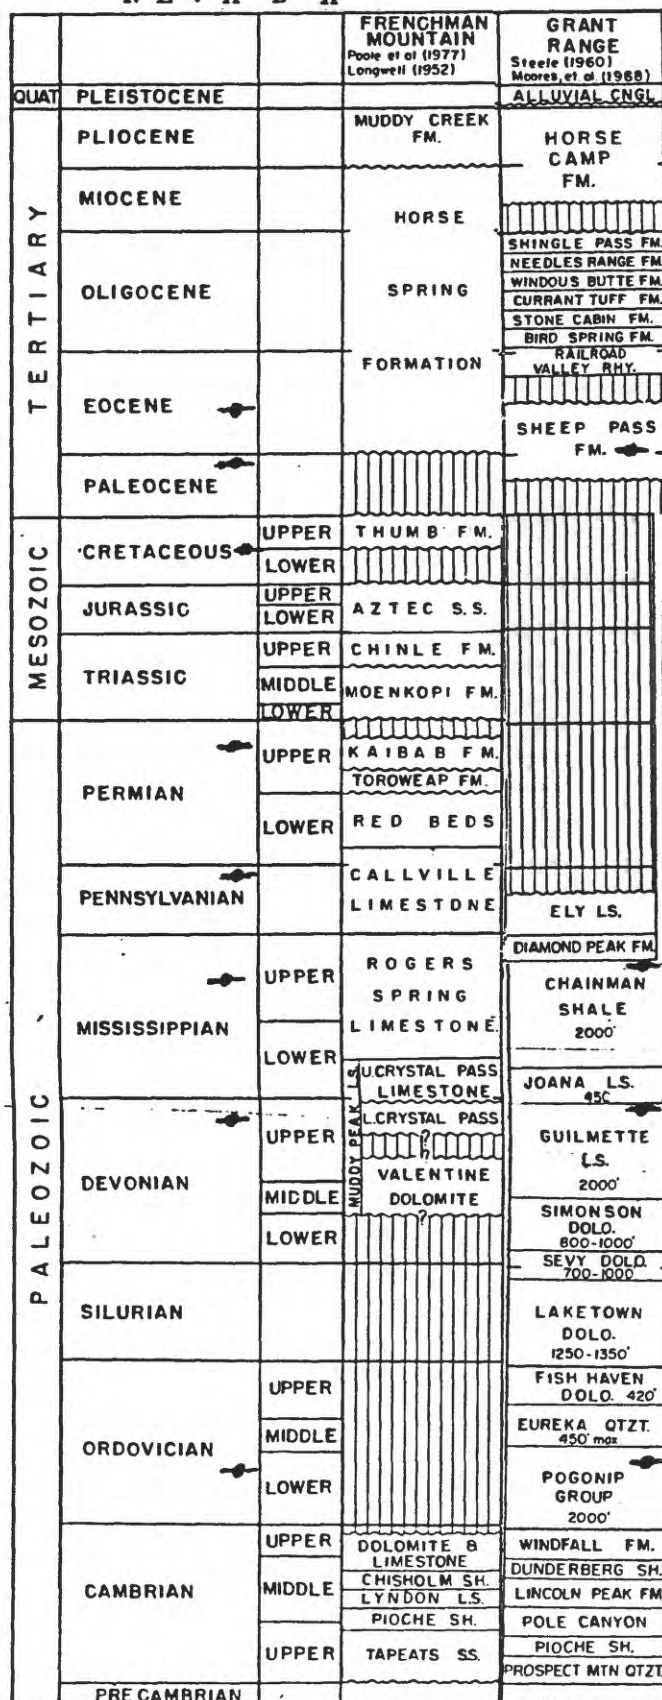 N E V A D A
FRENCHMAN
MOUNTAIN
Poole et al (1977)
Longwell (1952)
GRANT
RANGE
Steele (1960)
Moores, et. al. (1968)
QUAT
PLEISTOCENE
ALLUVIAL CNGL
TERTIARY
PLIOCENE
MUDDY CREEK
FM.
HORSE
CAMP
FM.
MIOCENE
HORSE
SPRING
FORMATION
OLIGOCENE
SHINGLE PASS FM.
NEEDLES RANGE FM.
WINDOUS BUTTE FM.
CURRANT TUFF FM.
STONE CABIN FM.
BIRD SPRING FM.
RAILROAD
VALLEY RHY.
EOCENE
SHEEP PASS
FM.
PALEOCENE
MESOZOIC
CRETACEOUS
UPPER
THUMB FM.
LOWER
JURASSIC
UPPER
LOWER
AZTEC S.S.
TRIASSIC
UPPER
CHINLE FM.
MIDDLE
MOENKOPI FM.
LOWER
PALEOZOIC
PERMIAN
UPPER
KAIBAB FM.
TOROWEAP FM.
LOWER
RED BEDS
PENNSYLVANIAN
CALLVILLE
LIMESTONE
ELY LS.
DIAMOND PEAK FM.
MISSISSIPPIAN
UPPER
ROGERS
SPRING
LIMESTONE
CHAINMAN
SHALE
2000'
LOWER
MUDDY PEAK LS
U.CRYSTAL PASS
LIMESTONE
JOANA LS.
45C
DEVONIAN
UPPER
L.CRYSTAL PASS
?
?
GUILMETTE
LS.
2000'
VALENTINE
DOLOMITE
?
MIDDLE
SIMONSON
DOLO.
800-1000'
LOWER
SEVY DOLO.
700-1000
SILURIAN
LAKETOWN
DOLO.
1250-1350'
ORDOVICIAN
UPPER
FISH HAVEN
DOLO. 420'
MIDDLE
EUREKA QTZT.
450' max
LOWER
POGONIP
GROUP
2000'
CAMBRIAN
UPPER
DOLOMITE &
LIMESTONE
WINDFALL FM.
MIDDLE
CHISHOLM SH.
LYNDON L.S.
PIOCHE SH.
DUNDERBERG SH.
LINCOLN PEAK FM
POLE CANYON
UPPER
TAPEATS SS.
PIOCHE SH.
PROSPECT MTN QTZT.
PRE CAMBRIAN